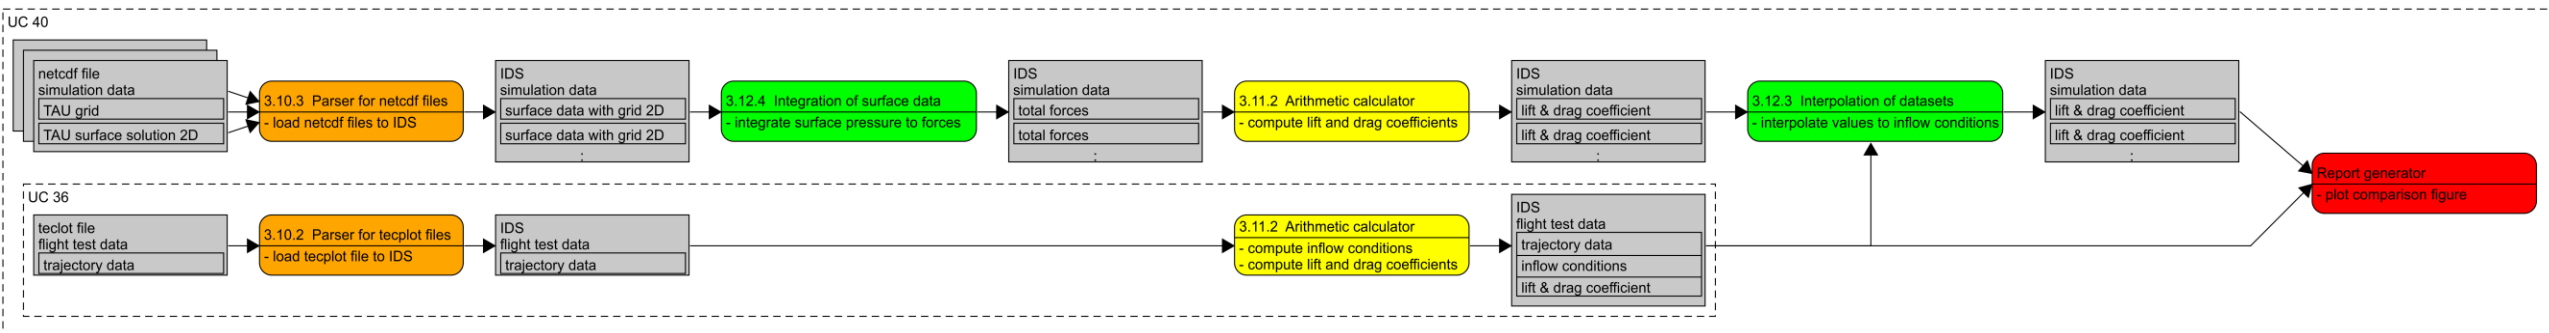 UC 40
netcdf file
simulation data
TAU grid
TAU surface solution 2D
3.10.3 Parser for netcdf files
- load netcdf files to IDS
IDS
simulation data
surface data with grid 2D
surface data with grid 2D
:
3.12.4 Integration of surface data
- integrate surface pressure to forces
IDS
simulation data
total forces
total forces
:
3.11.2 Arithmetic calculator
- compute lift and drag coefficients
IDS
simulation data
lift & drag coefficient
lift & drag coefficient
:
3.12.3 Interpolation of datasets
- interpolate values to inflow conditions
IDS
simulation data
lift & drag coefficient
lift & drag coefficient
:
Report generator
- plot comparison figure
UC 36
teclot file
flight test data
trajectory data
3.10.2 Parser for tecplot files
- load tecplot file to IDS
IDS
flight test data
trajectory data
3.11.2 Arithmetic calculator
- compute inflow conditions
- compute lift and drag coefficients
IDS
flight test data
trajectory data
inflow conditions
lift & drag coefficient